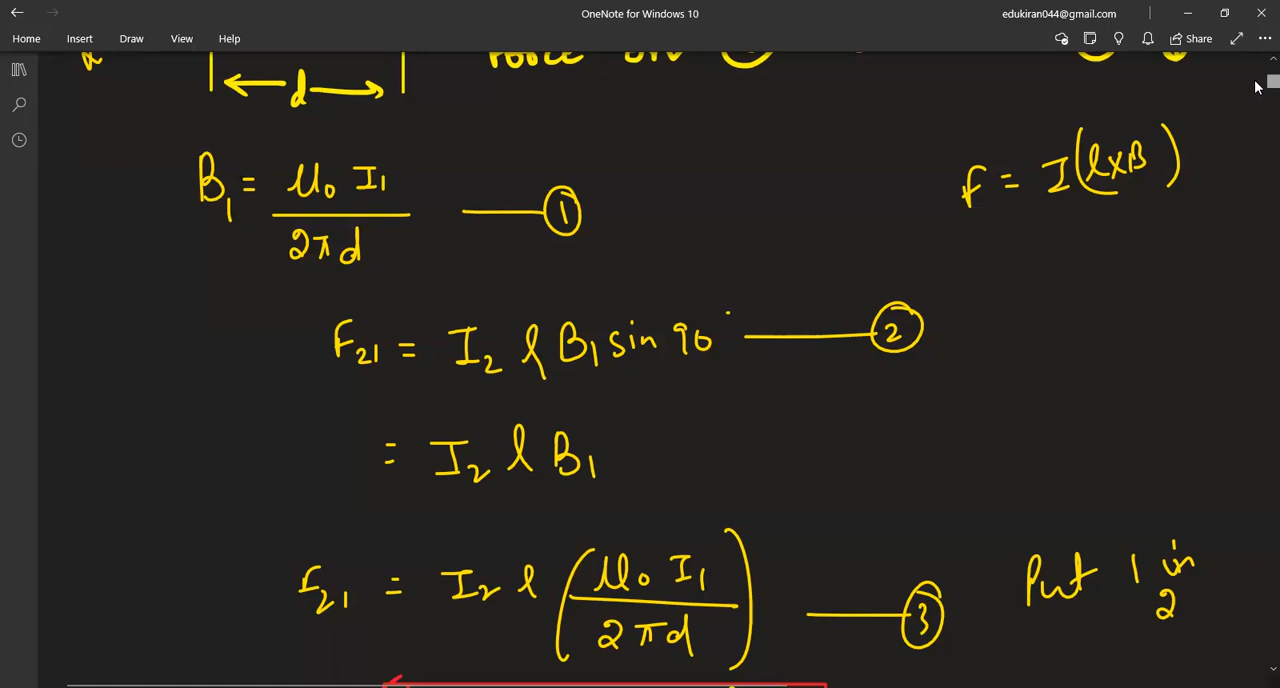 OneNote for Windows 10
edukiran044@gmail.com
Home Insert Draw View Help
Share
d
B₁ = μ₀ I₁ / 2πd —— ①
F = I(l×B)
F₂₁ = I₂ l B₁ sin 90° —— ②
= I₂ l B₁
F₂₁ = I₂ l (μ₀ I₁ / 2πd) —— ③
Put 1 in 2